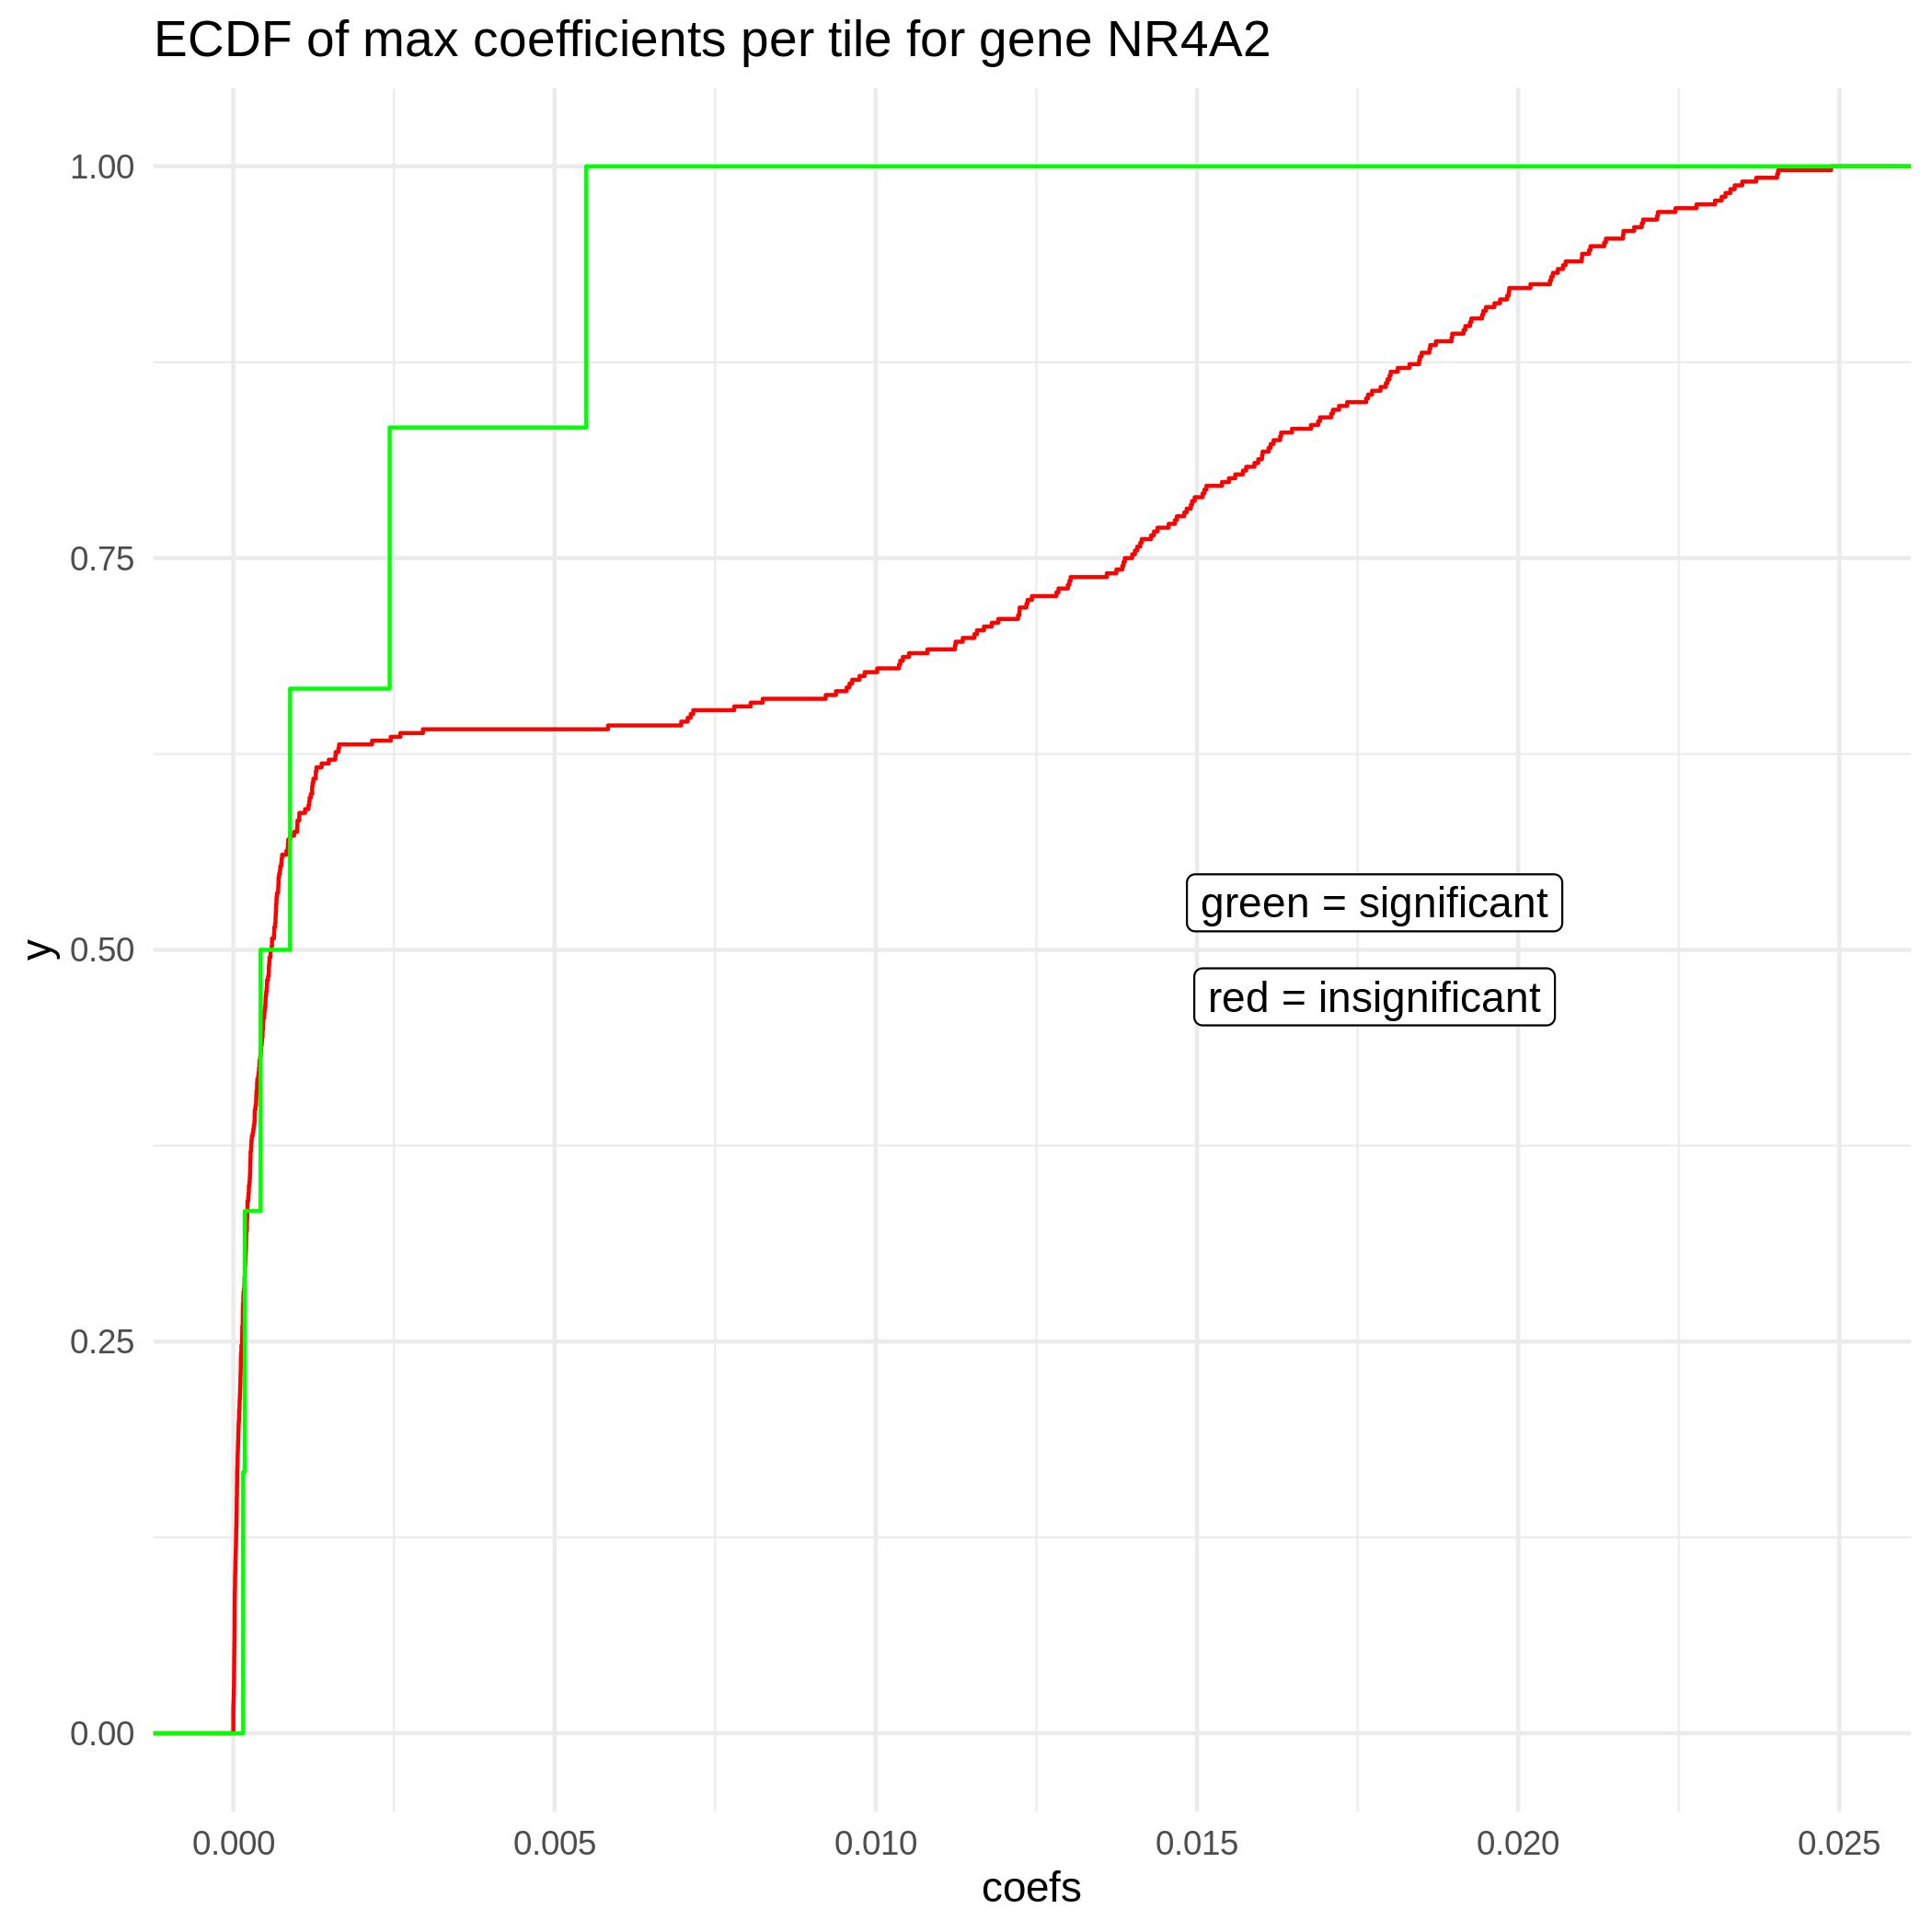 ECDF of max coefficients per tile for gene NR4A2
1.00
0.75
0.50
0.25
0.00
y
green = significant
red = insignificant
0.000 0.005 0.010 0.015 0.020 0.025
coefs